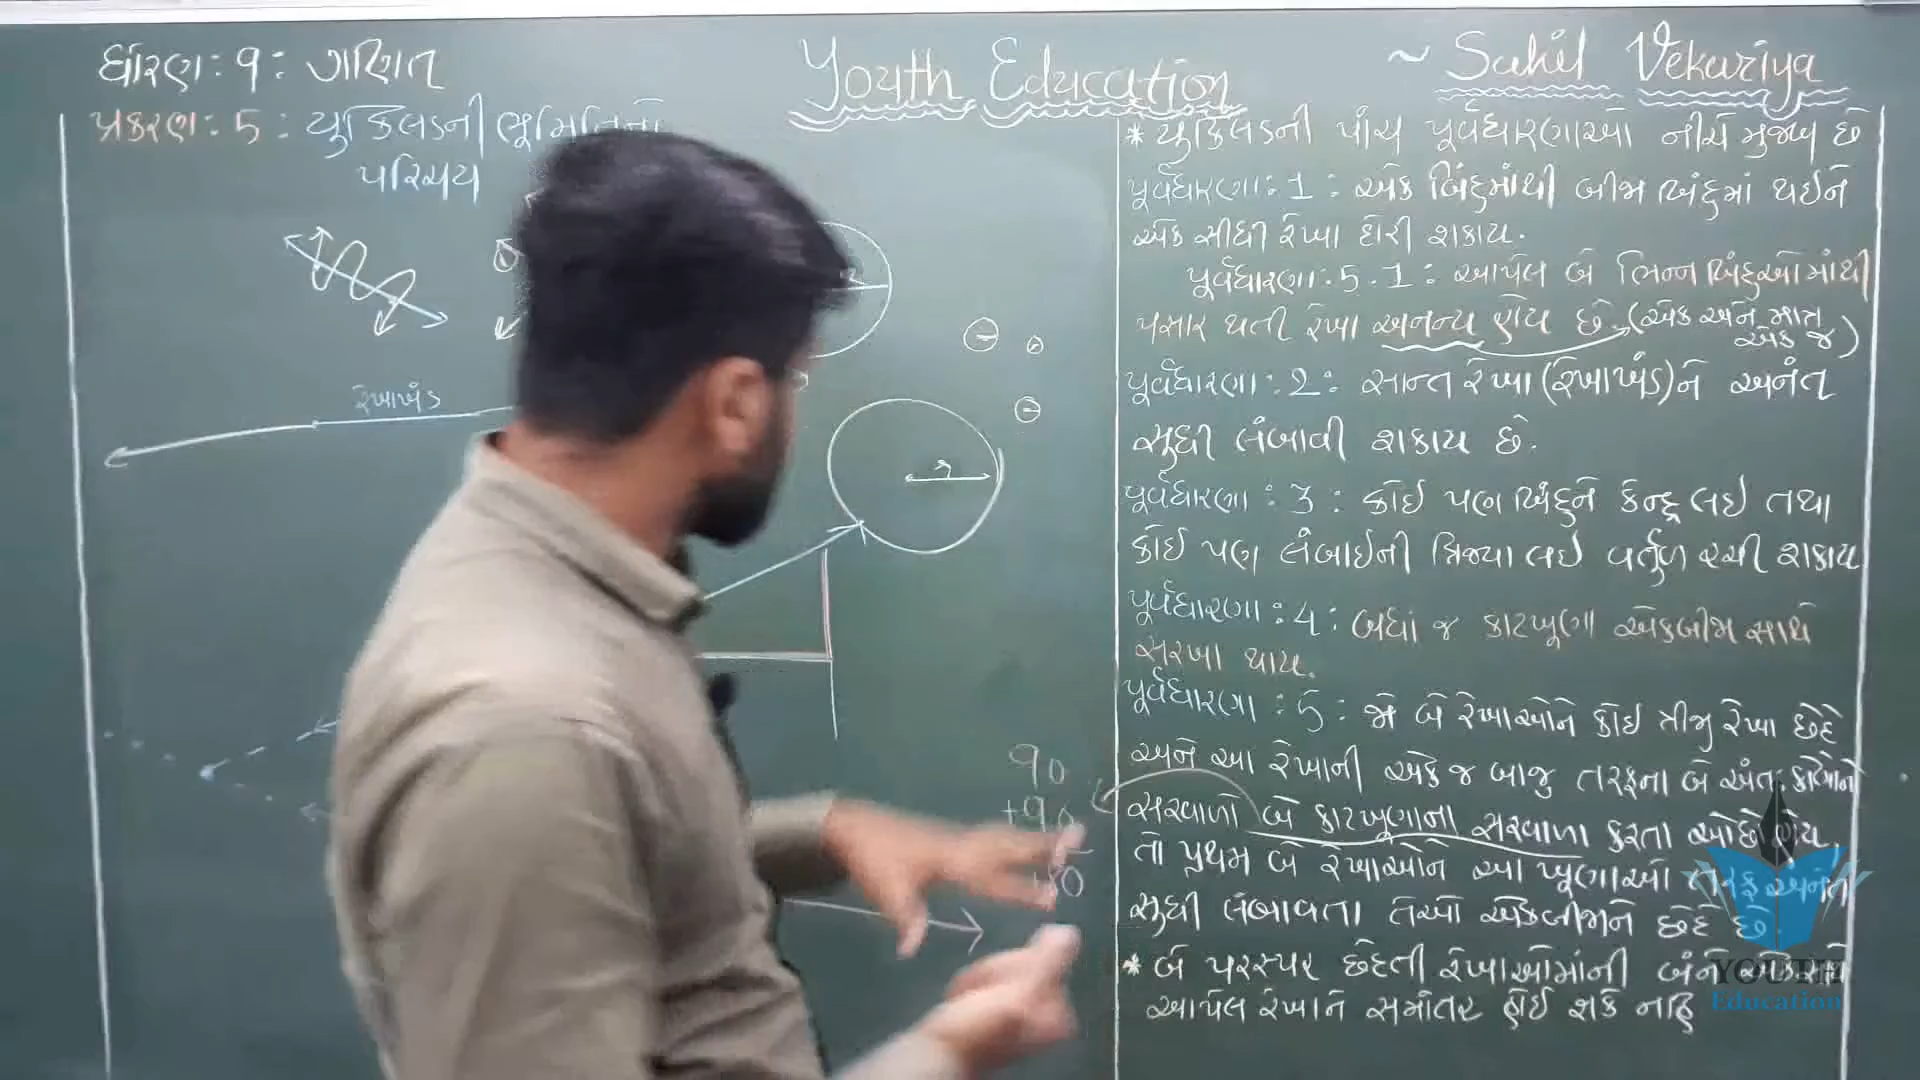 ધોરણ : 9 : ગણિત
Youth Education
~ Sahil Vekariya
પ્રકરણ : 5 : યુક્લિડની ભૂમિતિનો
પરિચય
રેખાખંડ
r
90
+90
180
* યુક્લિડની પાંચ પૂર્વધારણાઓ નીચે મુજબ છે
પૂર્વધારણા : 1 : એક બિંદુમાંથી બીજા બિંદુમાં થઈને
એક સીધી રેખા દોરી શકાય.
પૂર્વધારણા : 5.1 : આપેલ બે ભિન્ન બિંદુઓમાંથી
પસાર થતી રેખા અનન્ય હોય છે. (એક અને માત્ર
એક જ)
પૂર્વધારણા : 2 : સાન્ત રેખા (રેખાખંડ)ને અનંત
સુધી લંબાવી શકાય છે.
પૂર્વધારણા : 3 : કોઈ પણ બિંદુને કેન્દ્ર લઈ તથા
કોઈ પણ લંબાઈની ત્રિજ્યા લઈ વર્તુળ રચી શકાય
પૂર્વધારણા : 4 : બધાં જ કાટખૂણા એકબીજા સાથે
સરખા થાય.
પૂર્વધારણા : 5 : જો બે રેખાઓને કોઈ ત્રીજી રેખા છેદે
અને આ રેખાની એક જ બાજુ તરફના બે અંતઃકોણોનો
સરવાળો બે કાટખૂણાના સરવાળા કરતા ઓછો હોય,
તો પ્રથમ બે રેખાઓને આ ખૂણાઓ તરફ અનંત
સુધી લંબાવતા તેઓ એકબીજાને છેદે છે.
* બે પરસ્પર છેદતી રેખાઓમાંની બંને એકસાથે
આપેલ રેખાને સમાંતર હોઈ શકે નહિ
YOUTH
Education